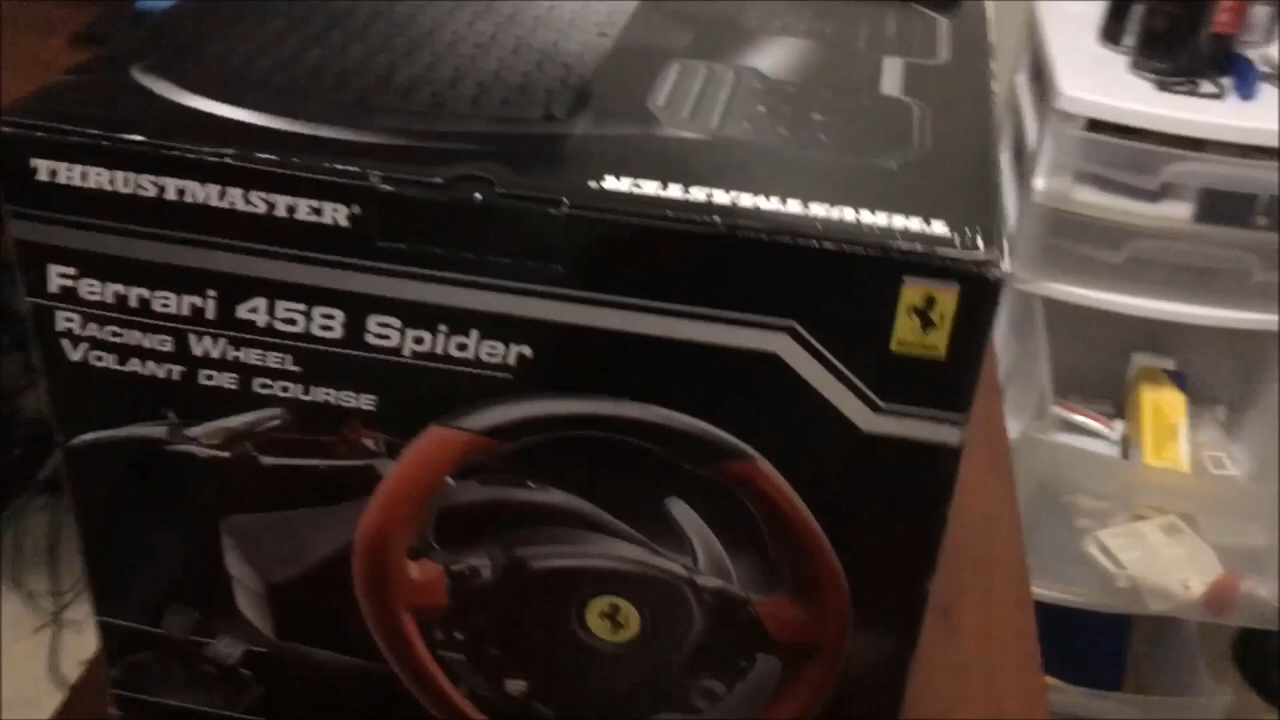 THRUSTMASTER®
THRUSTMASTER
Ferrari 458 Spider
RACING WHEEL
VOLANT DE COURSE